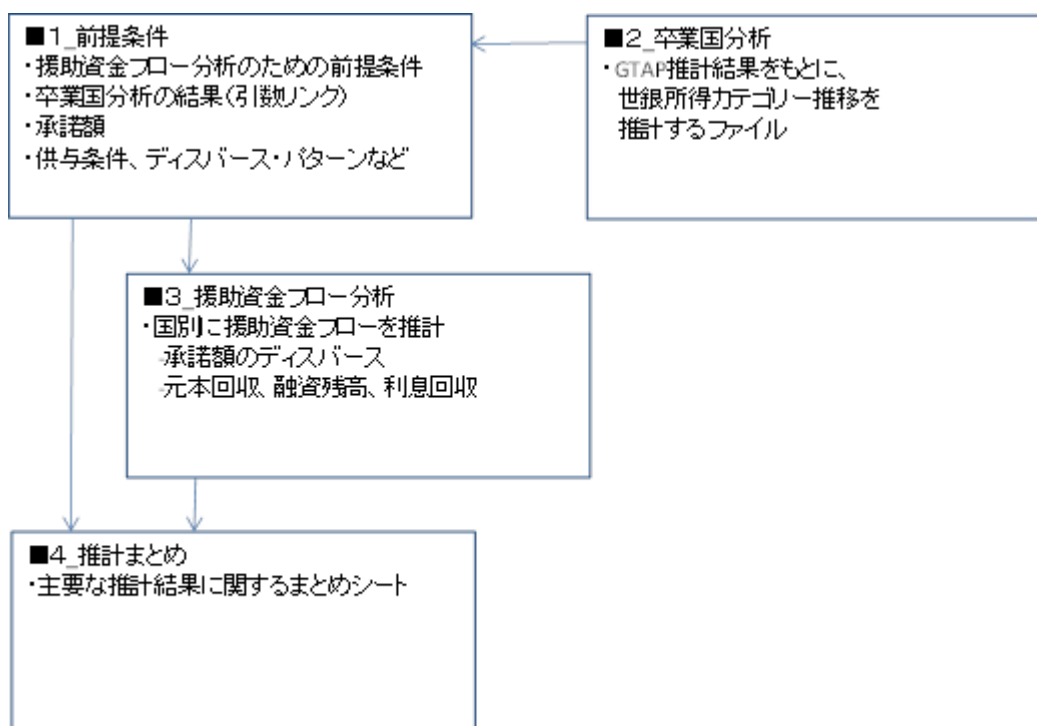 ■1_前提条件
・援助資金フロー分析のための前提条件
・卒業国分析の結果(引数リンク)
・承諾額
・供与条件、ディスバース・パターンなど
■2_卒業国分析
・GTAP推計結果をもとに、
世銀所得カテゴリー推移を
推計するファイル
■3_援助資金フロー分析
・国別に援助資金フローを推計
-承諾額のディスバース
-元本回収、融資残高、利息回収
■4_推計まとめ
・主要な推計結果に関するまとめシート